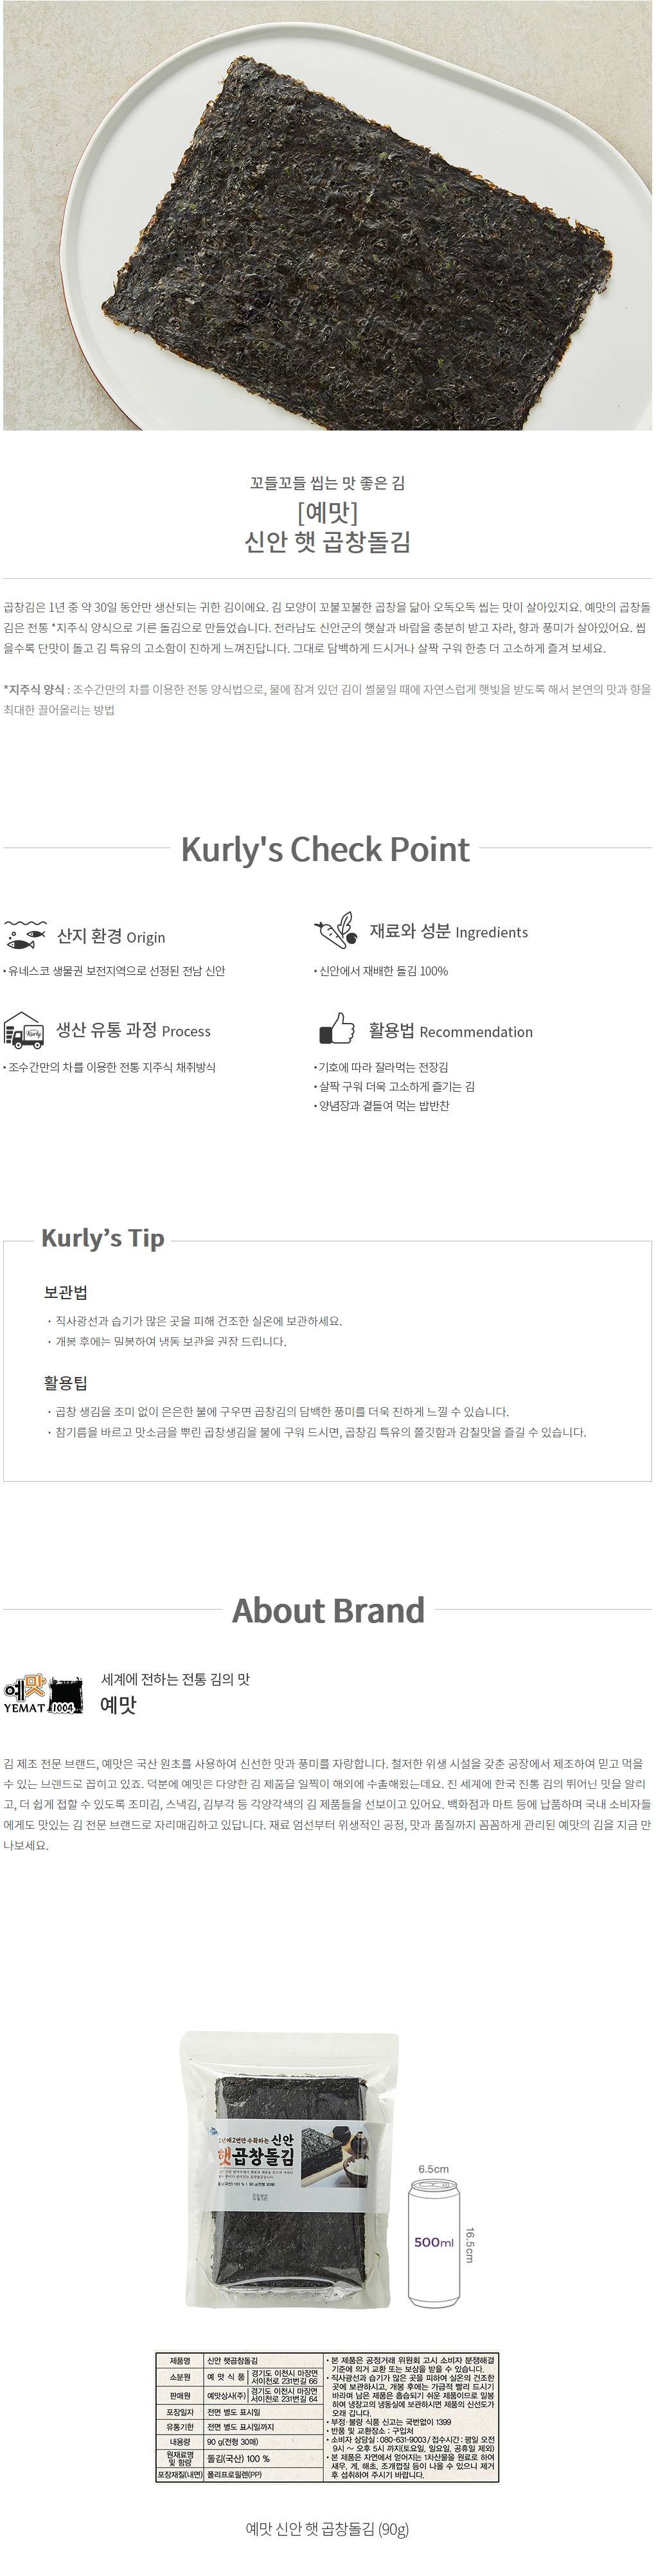 꼬들꼬들 씹는 맛 좋은 김
[예맛]
신안 햇 곱창돌김
곱창김은 1년 중 약 30일 동안만 생산되는 귀한 김이에요. 김 모양이 꼬불꼬불한 곱창을 닮아 오독오독 씹는 맛이 살아있지요. 예맛의 곱창돌
김은 전통 *지주식 양식으로 기른 돌김으로 만들었습니다. 전라남도 신안군의 햇살과 바람을 충분히 받고 자라, 향과 풍미가 살아있어요. 씹
을수록 단맛이 돌고 김 특유의 고소함이 진하게 느껴진답니다. 그대로 담백하게 드시거나 살짝 구워 한층 더 고소하게 즐겨 보세요.
*지주식 양식 : 조수간만의 차를 이용한 전통 양식법으로, 물에 잠겨 있던 김이 썰물일 때에 자연스럽게 햇빛을 받도록 해서 본연의 맛과 향을
최대한 끌어올리는 방법
Kurly's Check Point
산지 환경 Origin
• 유네스코 생물권 보전지역으로 선정된 전남 신안
재료와 성분 Ingredients
• 신안에서 재배한 돌김 100%
Kurly
생산 유통 과정 Process
• 조수간만의 차를 이용한 전통 지주식 채취방식
활용법 Recommendation
• 기호에 따라 잘라먹는 전장김
• 살짝 구워 더욱 고소하게 즐기는 김
• 양념장과 곁들여 먹는 밥반찬
Kurly's Tip
보관법
· 직사광선과 습기가 많은 곳을 피해 건조한 실온에 보관하세요.
· 개봉 후에는 밀봉하여 냉동 보관을 권장 드립니다.
활용팁
· 곱창 생김을 조미 없이 은은한 불에 구우면 곱창김의 담백한 풍미를 더욱 진하게 느낄 수 있습니다.
· 참기름을 바르고 맛소금을 뿌린 곱창생김을 불에 구워 드시면, 곱창김 특유의 쫄깃함과 감칠맛을 즐길 수 있습니다.
About Brand
예맛
YEMAT 1004
세계에 전하는 전통 김의 맛
예맛
김 제조 전문 브랜드, 예맛은 국산 원초를 사용하여 신선한 맛과 풍미를 자랑합니다. 철저한 위생 시설을 갖춘 공장에서 제조하여 믿고 먹을
수 있는 브랜드로 꼽히고 있죠. 덕분에 예맛은 다양한 김 제품을 일찍이 해외에 수출해왔는데요. 전 세계에 한국 전통 김의 뛰어난 맛을 알리
고, 더 쉽게 접할 수 있도록 조미김, 스낵김, 김부각 등 각양각색의 김 제품들을 선보이고 있어요. 백화점과 마트 등에 납품하며 국내 소비자들
에게도 맛있는 김 전문 브랜드로 자리매김하고 있답니다. 재료 엄선부터 위생적인 공정, 맛과 품질까지 꼼꼼하게 관리된 예맛의 김을 지금 만
나보세요.
1년에 2번만 수확하는 신안
햇곱창돌김
6.5cm
500ml
16.5cm
제품명 신안 햇곱창돌김
소분원 예 맛 식 품 경기도 이천시 마장면
서이천로 231번길 66
판매원 예맛상사(주) 경기도 이천시 마장면
서이천로 231번길 64
포장일자 전면 별도 표시일
유통기한 전면 별도 표시일까지
내용량 90 g(전형 30매)
원재료명
및 함량 돌김(국산) 100 %
포장재질(내면) 폴리프로필렌(PP)
• 본 제품은 공정거래 위원회 고시 소비자 분쟁해결
기준에 의거 교환 또는 보상을 받을 수 있습니다.
• 직사광선과 습기가 많은 곳을 피하여 실온의 건조한
곳에 보관하시고, 개봉 후에는 가급적 빨리 드시기
바라며 남은 제품은 흡습되기 쉬운 제품이므로 밀봉
하여 냉장고의 냉동실에 보관하시면 제품의 신선도가
오래 갑니다.
• 부정·불량 식품 신고는 국번없이 1399
• 반품 및 교환장소 : 구입처
• 소비자 상담실 : 080-631-9003 / 접수시간 : 평일 오전
9시 ~ 오후 5시 까지(토요일, 일요일, 공휴일 제외)
• 본 제품은 자연에서 얻어지는 1차산물을 원료로 하여
새우, 게, 해초, 조개껍질 등이 나올 수 있으니 제거
후 섭취하여 주시기 바랍니다.
예맛 신안 햇 곱창돌김 (90g)